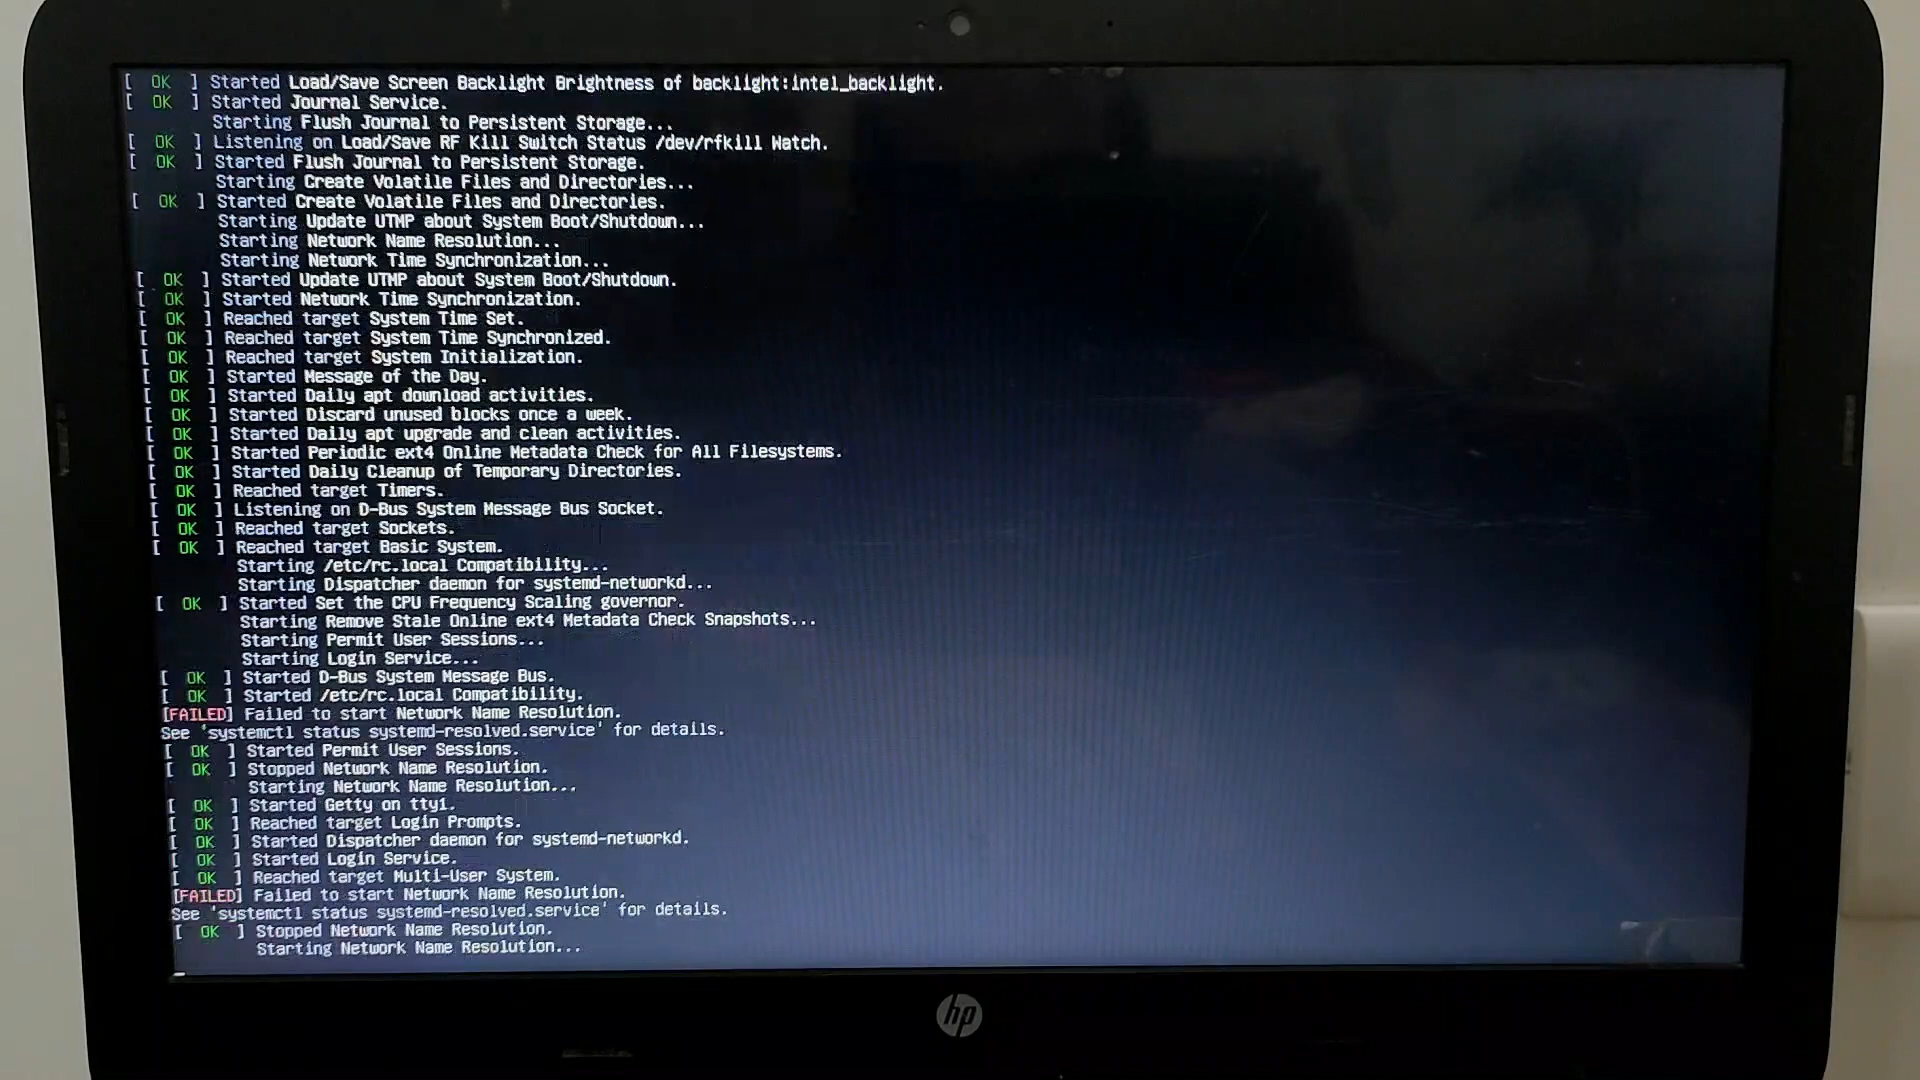 [  OK  ] Started Load/Save Screen Backlight Brightness of backlight:intel_backlight.
[  OK  ] Started Journal Service.
         Starting Flush Journal to Persistent Storage...
[  OK  ] Listening on Load/Save RF Kill Switch Status /dev/rfkill Watch.
[  OK  ] Started Flush Journal to Persistent Storage.
         Starting Create Volatile Files and Directories...
[  OK  ] Started Create Volatile Files and Directories.
         Starting Update UTMP about System Boot/Shutdown...
         Starting Network Name Resolution...
         Starting Network Time Synchronization...
[  OK  ] Started Update UTMP about System Boot/Shutdown.
[  OK  ] Started Network Time Synchronization.
[  OK  ] Reached target System Time Set.
[  OK  ] Reached target System Time Synchronized.
[  OK  ] Reached target System Initialization.
[  OK  ] Started Message of the Day.
[  OK  ] Started Daily apt download activities.
[  OK  ] Started Discard unused blocks once a week.
[  OK  ] Started Daily apt upgrade and clean activities.
[  OK  ] Started Periodic ext4 Online Metadata Check for All Filesystems.
[  OK  ] Started Daily Cleanup of Temporary Directories.
[  OK  ] Reached target Timers.
[  OK  ] Listening on D-Bus System Message Bus Socket.
[  OK  ] Reached target Sockets.
[  OK  ] Reached target Basic System.
         Starting /etc/rc.local Compatibility...
         Starting Dispatcher daemon for systemd-networkd...
[  OK  ] Started Set the CPU Frequency Scaling governor.
         Starting Remove Stale Online ext4 Metadata Check Snapshots...
         Starting Permit User Sessions...
         Starting Login Service...
[  OK  ] Started D-Bus System Message Bus.
[  OK  ] Started /etc/rc.local Compatibility.
[FAILED] Failed to start Network Name Resolution.
See 'systemctl status systemd-resolved.service' for details.
[  OK  ] Started Permit User Sessions.
[  OK  ] Stopped Network Name Resolution.
         Starting Network Name Resolution...
[  OK  ] Started Getty on tty1.
[  OK  ] Reached target Login Prompts.
[  OK  ] Started Dispatcher daemon for systemd-networkd.
[  OK  ] Started Login Service.
[  OK  ] Reached target Multi-User System.
[FAILED] Failed to start Network Name Resolution.
See 'systemctl status systemd-resolved.service' for details.
[  OK  ] Stopped Network Name Resolution.
         Starting Network Name Resolution...
hp